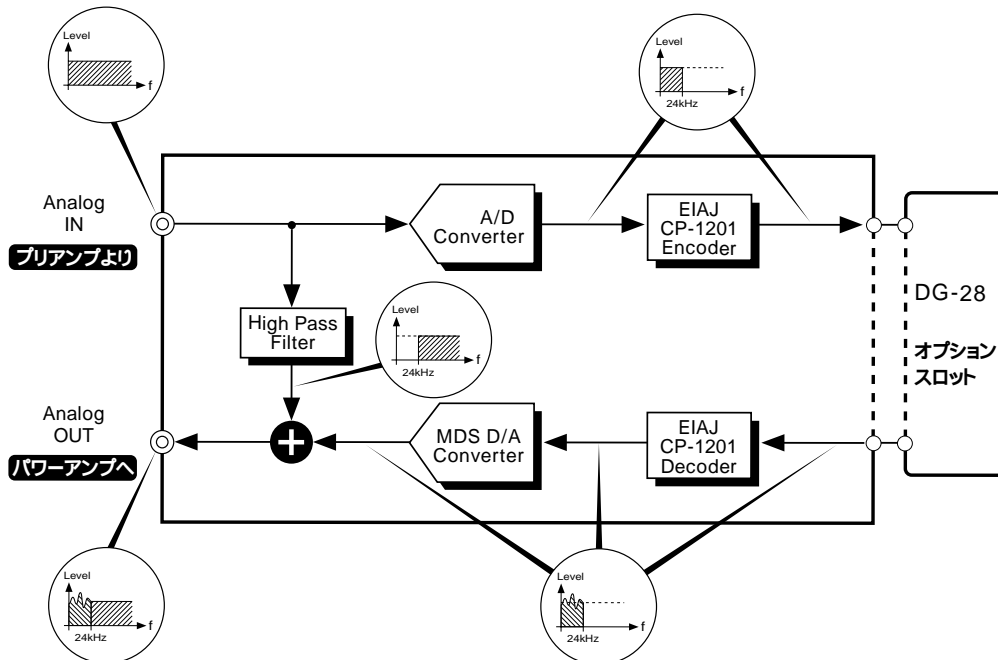 Level
f
Level
f
24kHz
Analog
IN
プリアンプより
A/D
Converter
EIAJ
CP-1201
Encoder
DG-28
オプション
スロット
High Pass
Filter
Level
f
24kHz
Analog
OUT
パワーアンプへ
MDS D/A
Converter
EIAJ
CP-1201
Decoder
Level
f
24kHz
Level
f
24kHz